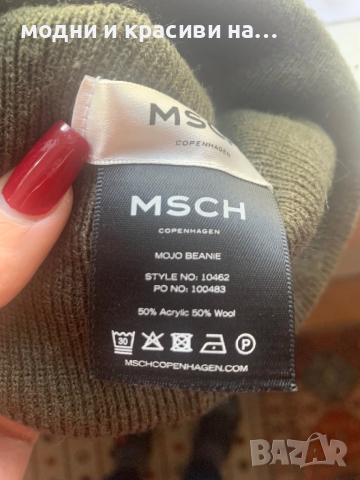 модни и красиви на...
MSCH
COPENHAGEN
MSCH
COPENHAGEN
MOJO BEANIE
STYLE NO: 10462
PO NO: 100483
50% Acrylic 50% Wool
30
P
MSCHCOPENHAGEN.COM
BAZAR